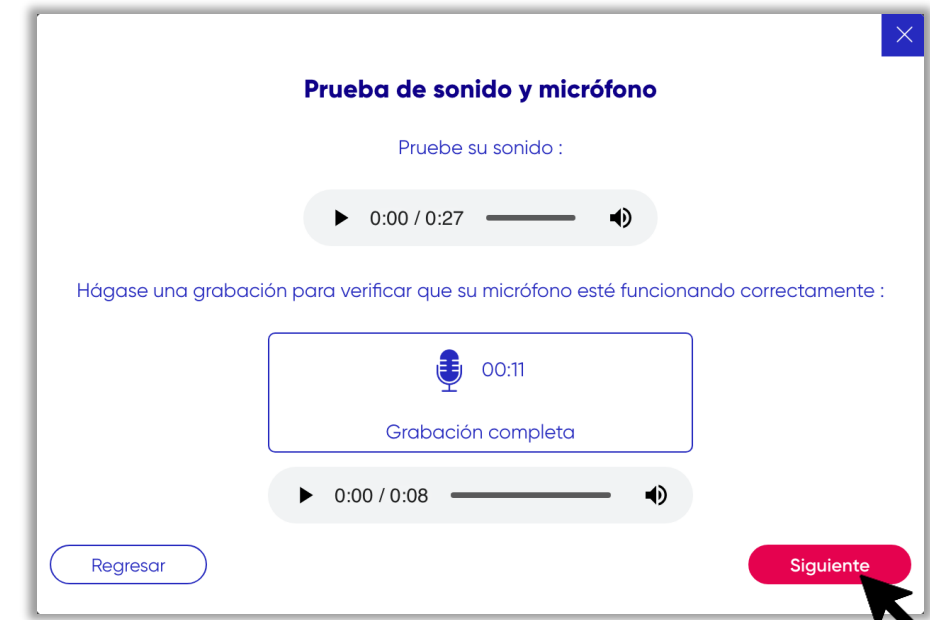 Prueba de sonido y micrófono
Pruebe su sonido :
0:00 / 0:27
Hágase una grabación para verificar que su micrófono esté funcionando correctamente :
00:11
Grabación completa
0:00 / 0:08
Regresar
Siguiente